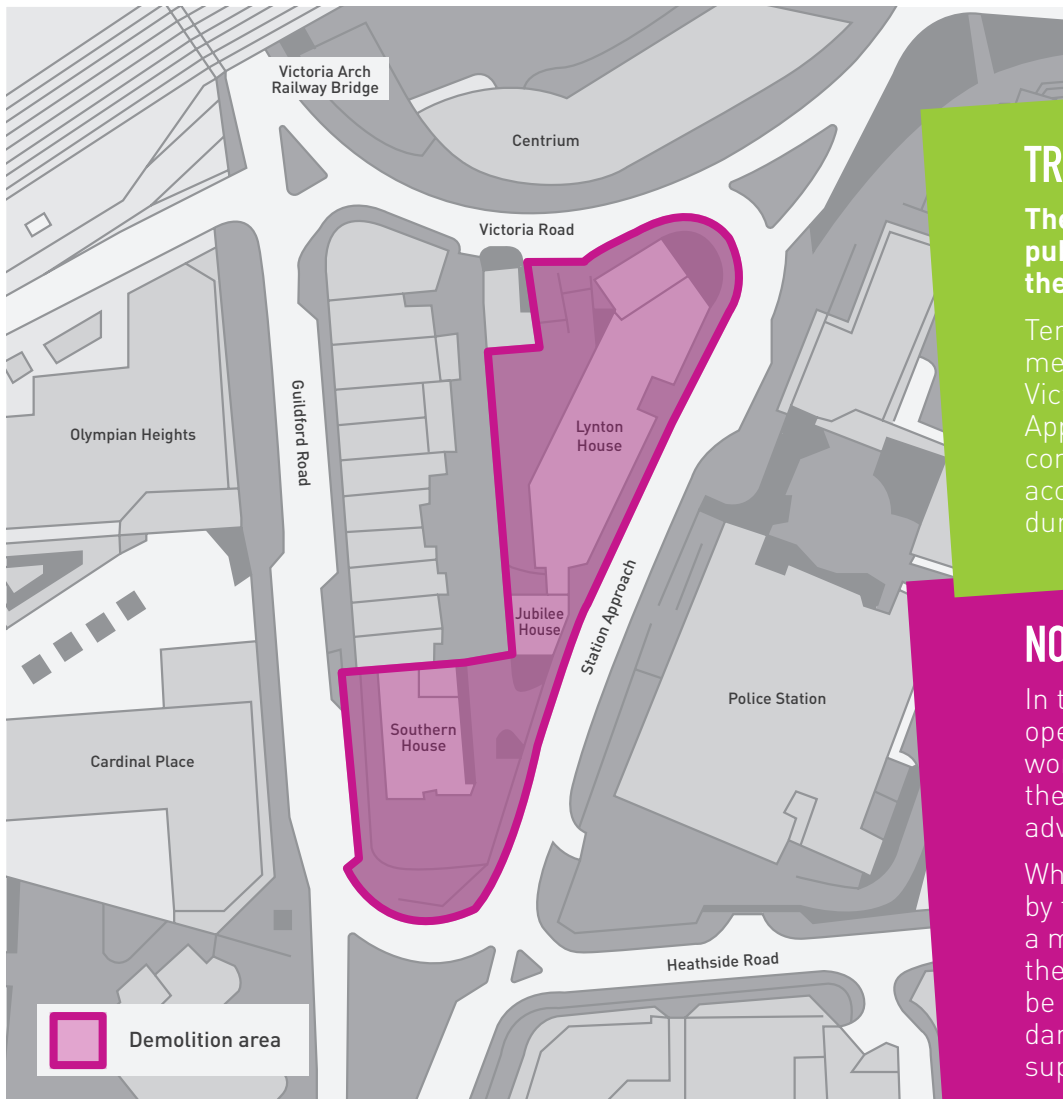 Victoria Arch
Railway Bridge
Centrium
Victoria Road
Guildford Road
Olympian Heights
Lynton
House
Jubilee
House
Station Approach
Police Station
Southern
House
Cardinal Place
Heathside Road
Demolition area
TR
The
pul
the
Ter
me
Vic
App
con
acc
dur
NO
In t
ope
wo
the
adv
Wh
by t
a m
the
be
dar
sup